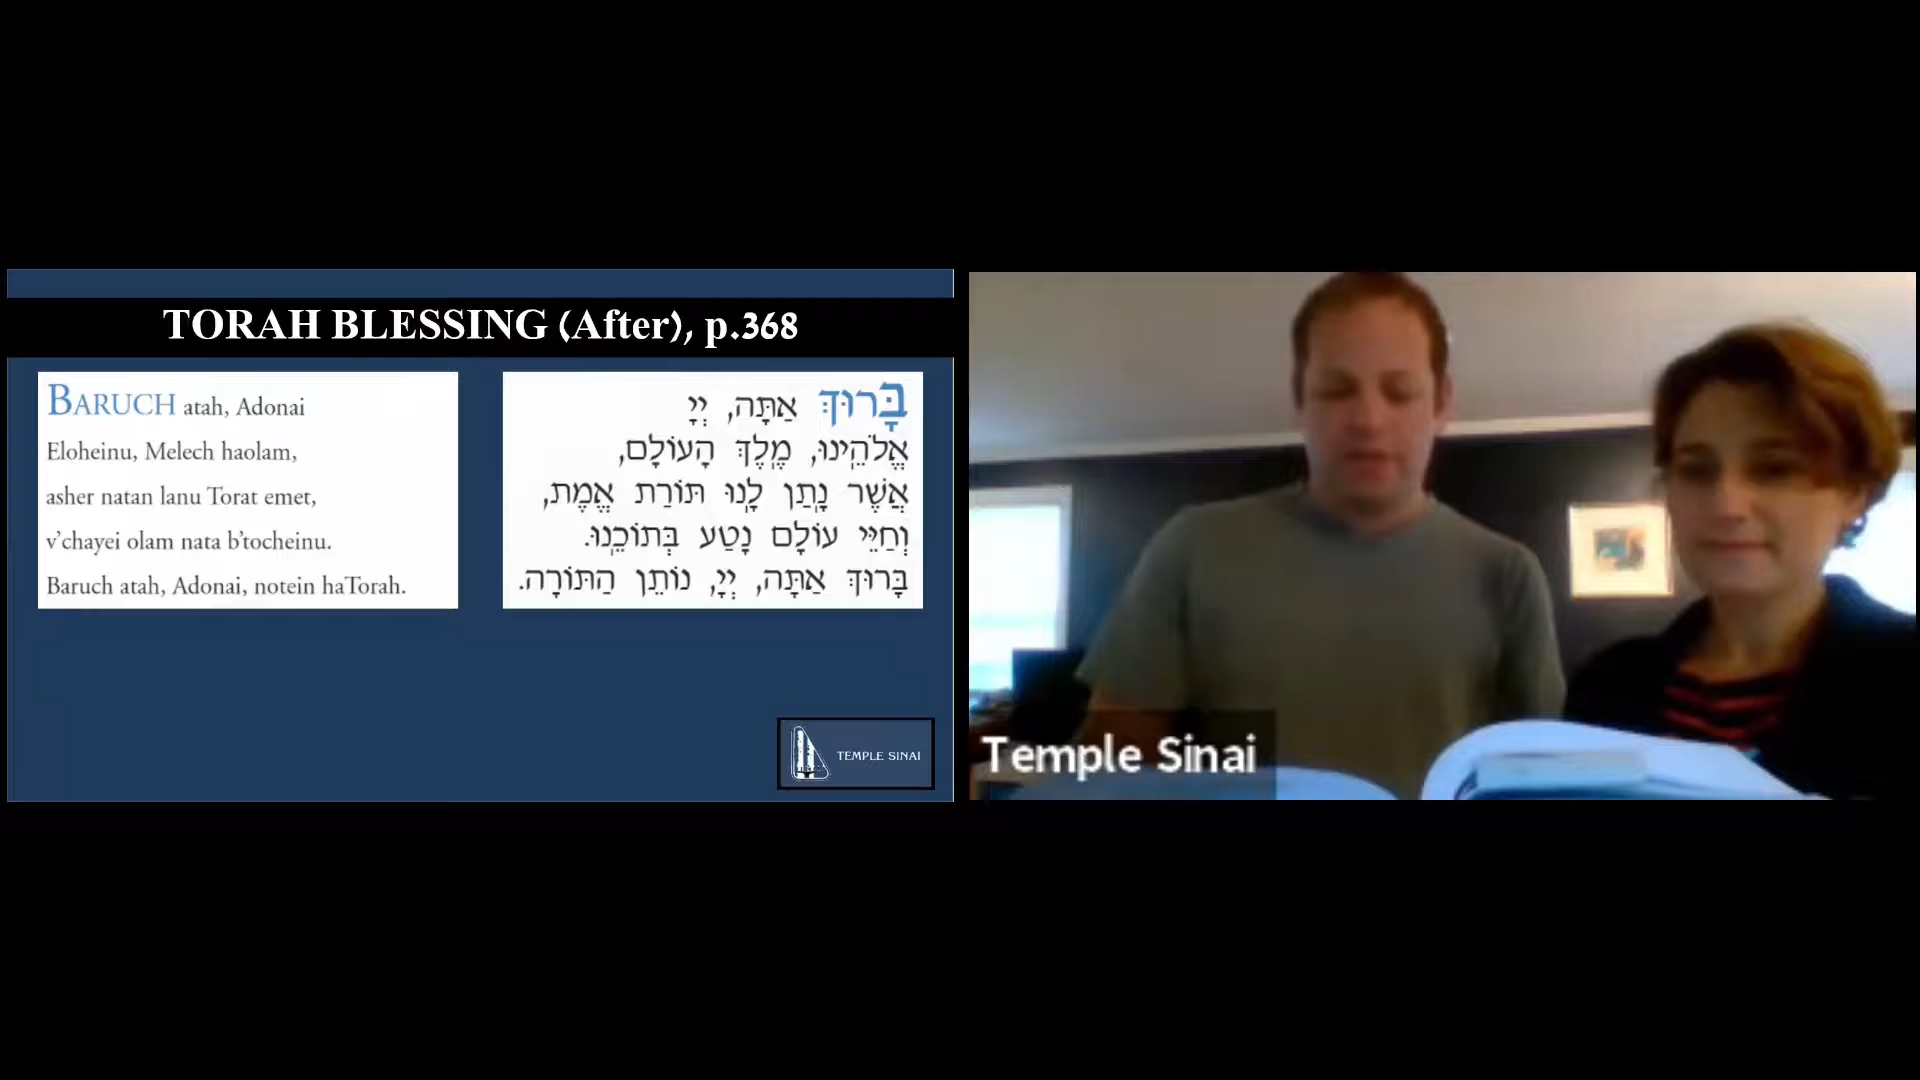 TORAH BLESSING (After), p.368
BARUCH atah, Adonai
Eloheinu, Melech haolam,
asher natan lanu Torat emet,
v'chayei olam nata b'tocheinu.
Baruch atah, Adonai, notein haTorah.
בָּרוּךְ אַתָּה, יְיָ
אֱלֹהֵֽינוּ, מֶֽלֶךְ הָעוֹלָם,
אֲשֶׁר נָֽתַן לָֽנוּ תּוֹרַת אֱמֶת,
וְחַיֵּי עוֹלָם נָטַע בְּתוֹכֵֽנוּ.
בָּרוּךְ אַתָּה, יְיָ, נוֹתֵן הַתּוֹרָה.
TEMPLE SINAI
Temple Sinai